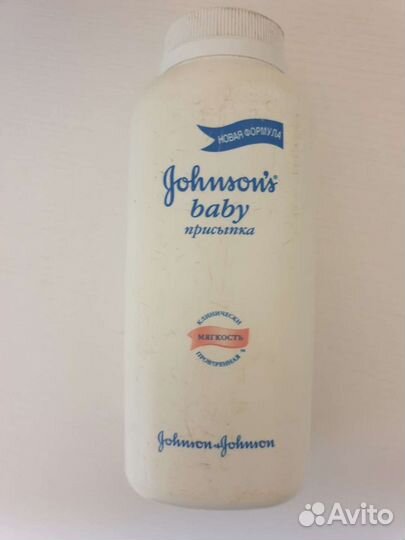 НОВАЯ ФОРМУЛА
Johnson's®
baby
присыпка
КЛИНИЧЕСКИ
МЯГКОСТЬ
ПРОВЕРЕННАЯ
Johnson+Johnson
Avito